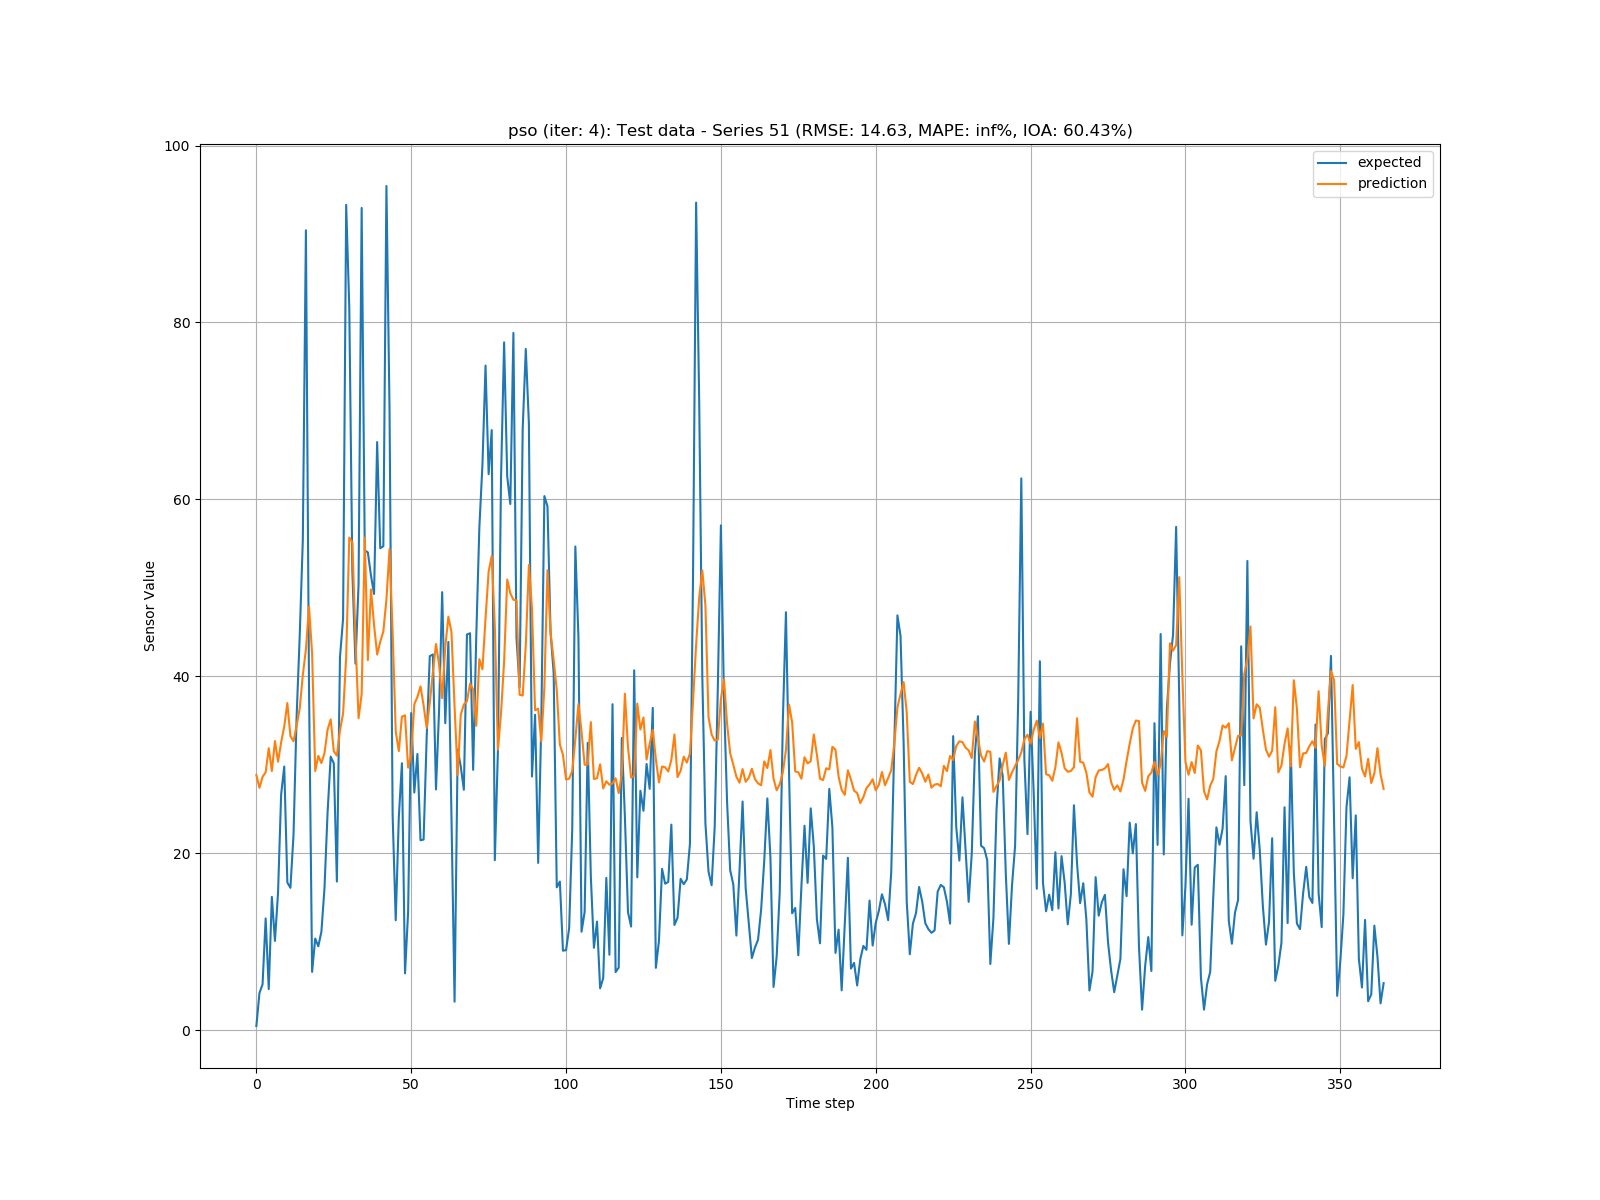 pso (iter: 4): Test data - Series 51 (RMSE: 14.63, MAPE: inf%, IOA: 60.43%)
expected
prediction
100
80
60
40
20
0
Sensor Value
0 50 100 150 200 250 300 350
Time step